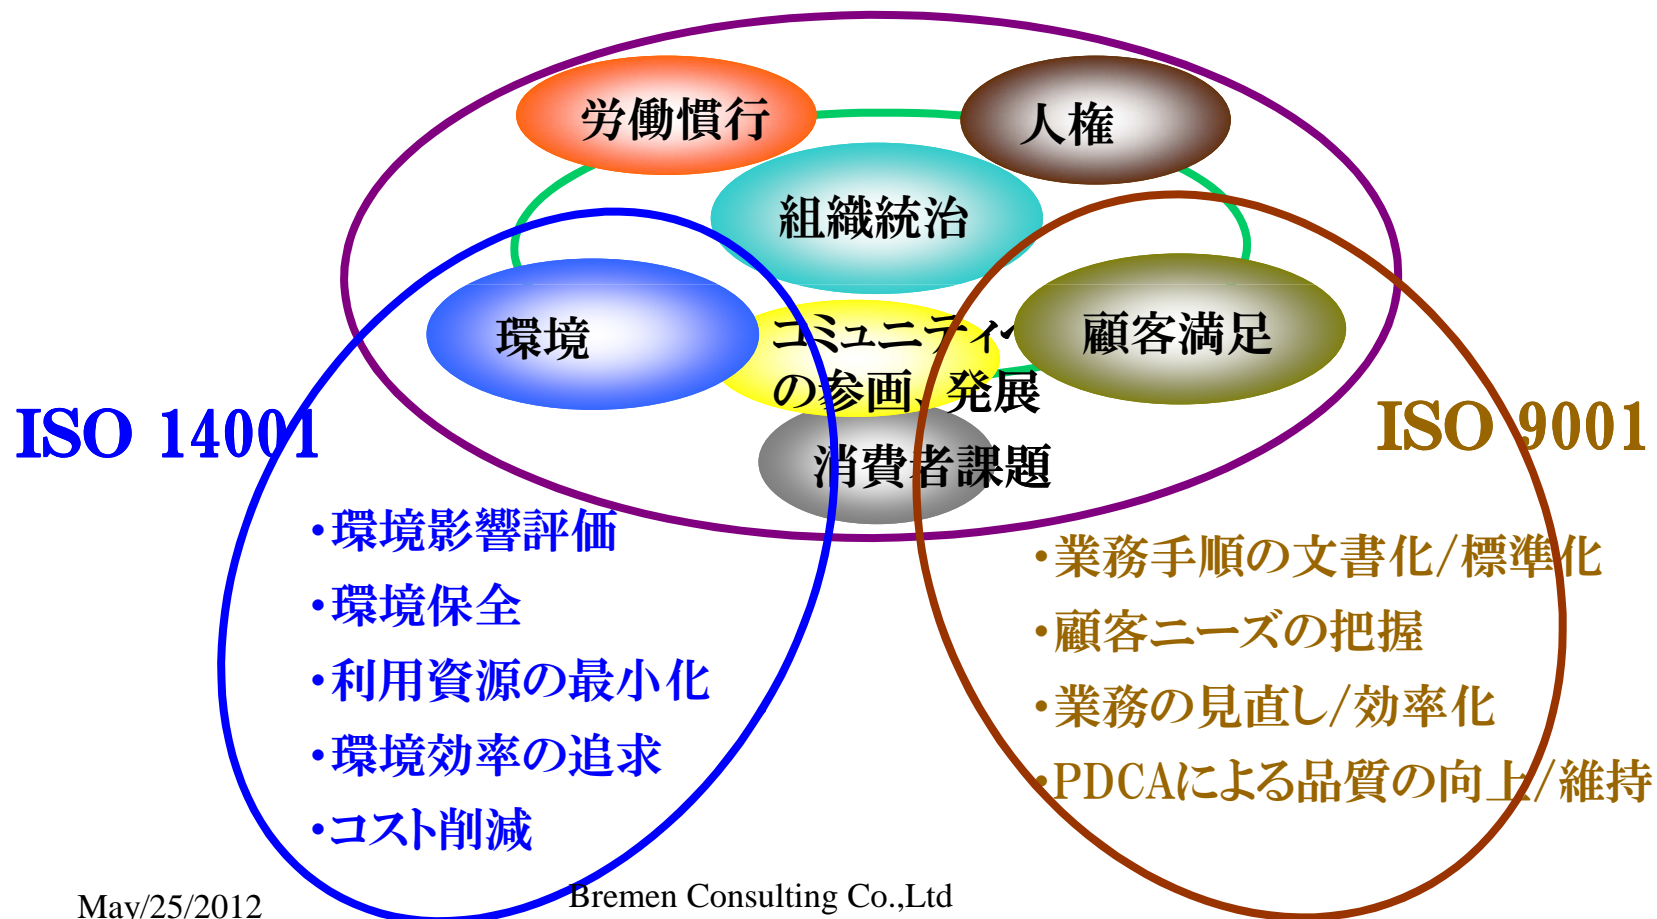 労働慣行
人権
組織統治
環境
コミュニティへ
の参画、発展
顧客満足
消費者課題
ISO 14001
ISO 9001
・環境影響評価
・環境保全
・利用資源の最小化
・環境効率の追求
・コスト削減
・業務手順の文書化/標準化
・顧客ニーズの把握
・業務の見直し/効率化
・PDCAによる品質の向上/維持
May/25/2012
Bremen Consulting Co.,Ltd